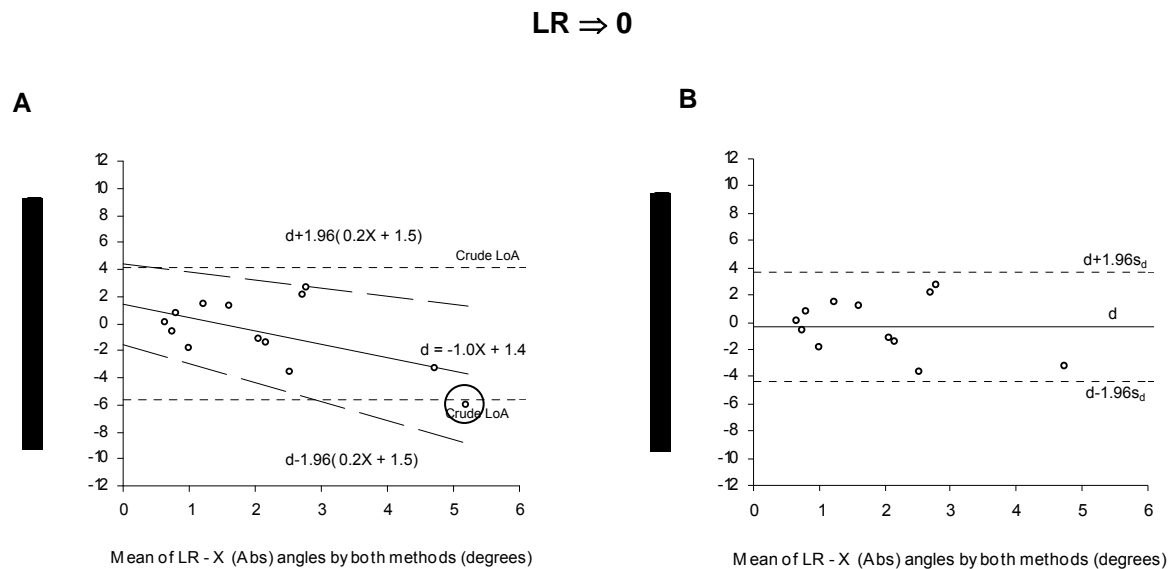 LR ⇒ 0
A
12
10
8
6
4
2
0
-2
-4
-6
-8
-10
-12
d+1.96(0.2X + 1.5)
Crude LoA
d = -1.0X + 1.4
Crude LoA
d-1.96(0.2X + 1.5)
0 1 2 3 4 5 6
Mean of LR - X (Abs) angles by both methods (degrees)
B
12
10
8
6
4
2
0
-2
-4
-6
-8
-10
-12
d+1.96sd
d
d-1.96sd
0 1 2 3 4 5 6
Mean of LR - X (Abs) angles by both methods (degrees)